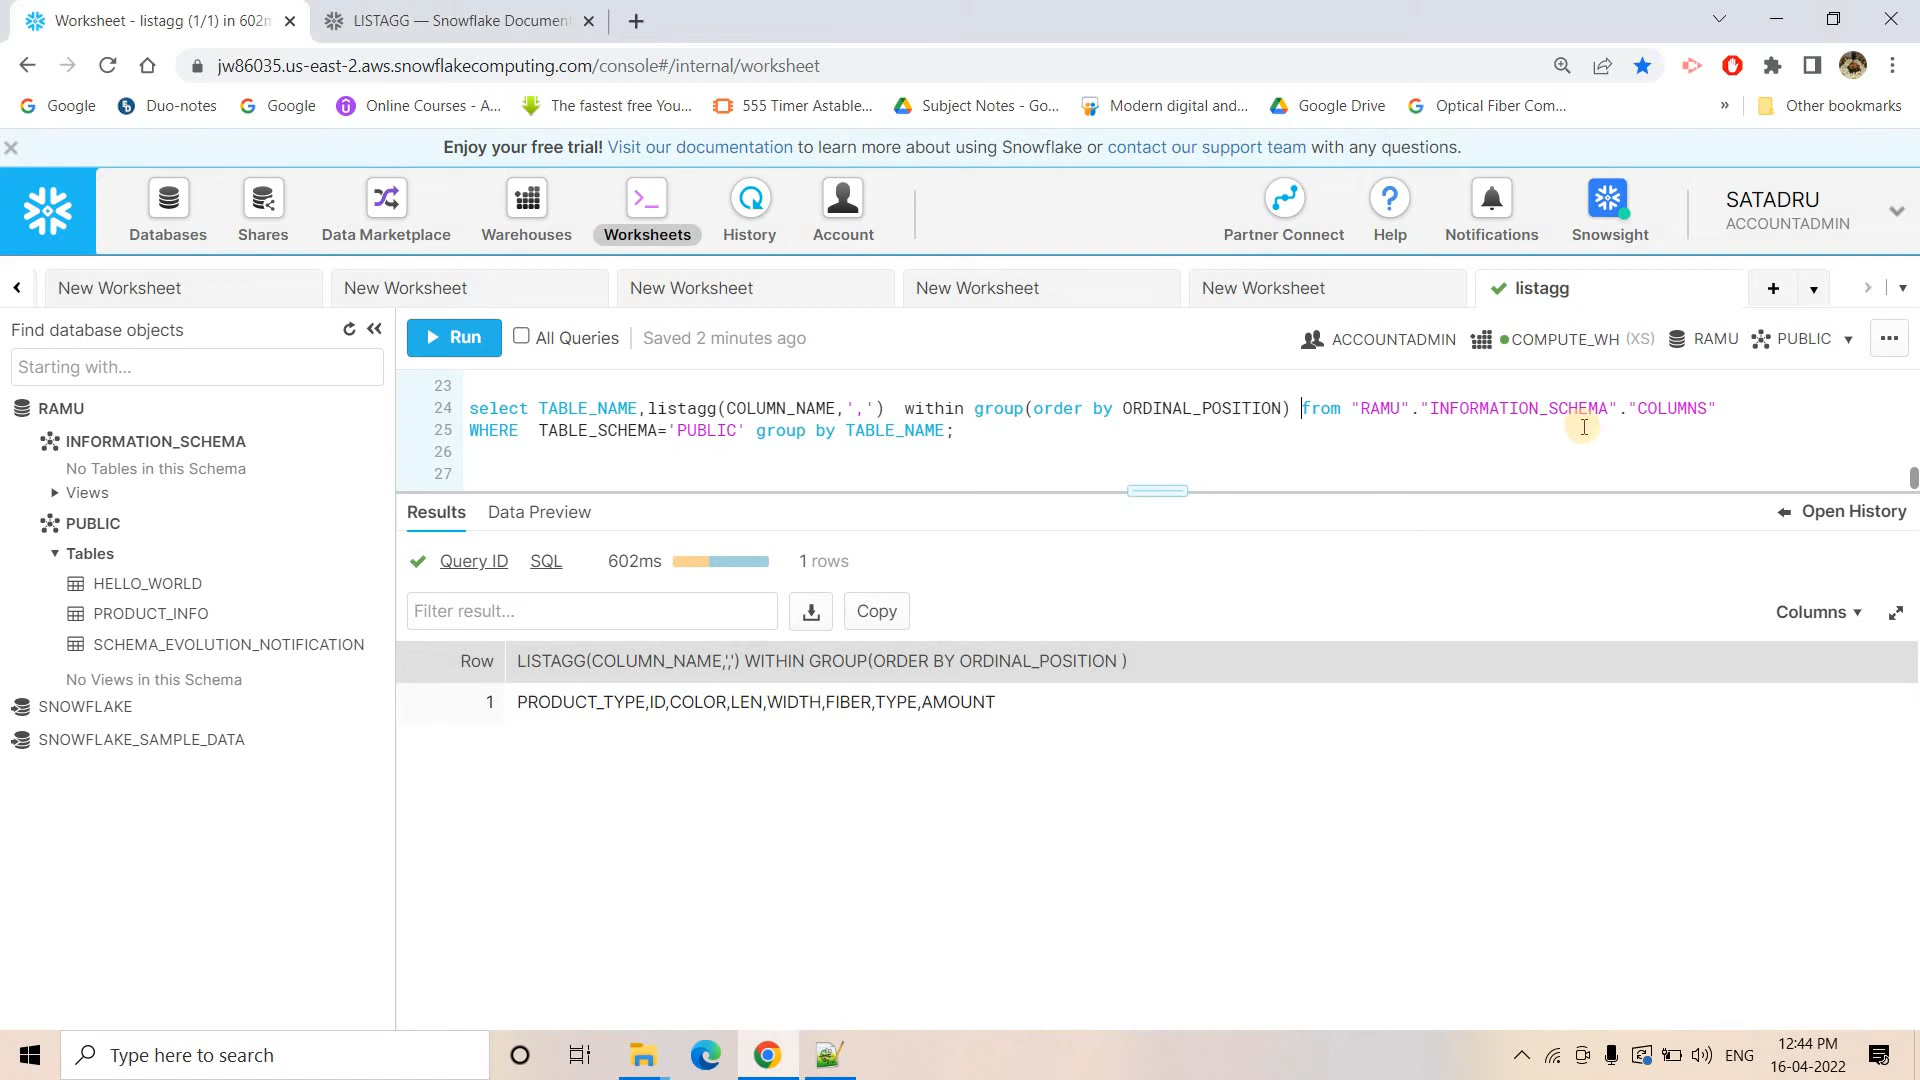 Worksheet - listagg (1/1) in 602m
LISTAGG — Snowflake Documen
jw86035.us-east-2.aws.snowflakecomputing.com/console#/internal/worksheet
Google
Duo-notes
Google
Online Courses - A...
The fastest free You...
555 Timer Astable...
Subject Notes - Go...
Modern digital and...
Google Drive
Optical Fiber Com...
»
Other bookmarks
Enjoy your free trial! Visit our documentation to learn more about using Snowflake or contact our support team with any questions.
Databases
Shares
Data Marketplace
Warehouses
Worksheets
History
Account
Partner Connect
Help
Notifications
Snowsight
SATADRU
ACCOUNTADMIN
New Worksheet
New Worksheet
New Worksheet
New Worksheet
New Worksheet
listagg
Find database objects
Starting with...
RAMU
INFORMATION_SCHEMA
No Tables in this Schema
Views
PUBLIC
Tables
HELLO_WORLD
PRODUCT_INFO
SCHEMA_EVOLUTION_NOTIFICATION
No Views in this Schema
SNOWFLAKE
SNOWFLAKE_SAMPLE_DATA
Run
All Queries
Saved 2 minutes ago
ACCOUNTADMIN
COMPUTE_WH (XS)
RAMU
PUBLIC
23
24 select TABLE_NAME,listagg(COLUMN_NAME,',')  within group(order by ORDINAL_POSITION) from "RAMU"."INFORMATION_SCHEMA"."COLUMNS"
25 WHERE  TABLE_SCHEMA='PUBLIC' group by TABLE_NAME;
26
27
Results
Data Preview
Open History
Query ID
SQL
602ms
1 rows
Filter result...
Copy
Columns
Row LISTAGG(COLUMN_NAME,',') WITHIN GROUP(ORDER BY ORDINAL_POSITION )
1 PRODUCT_TYPE,ID,COLOR,LEN,WIDTH,FIBER,TYPE,AMOUNT
Type here to search
ENG
12:44 PM
16-04-2022